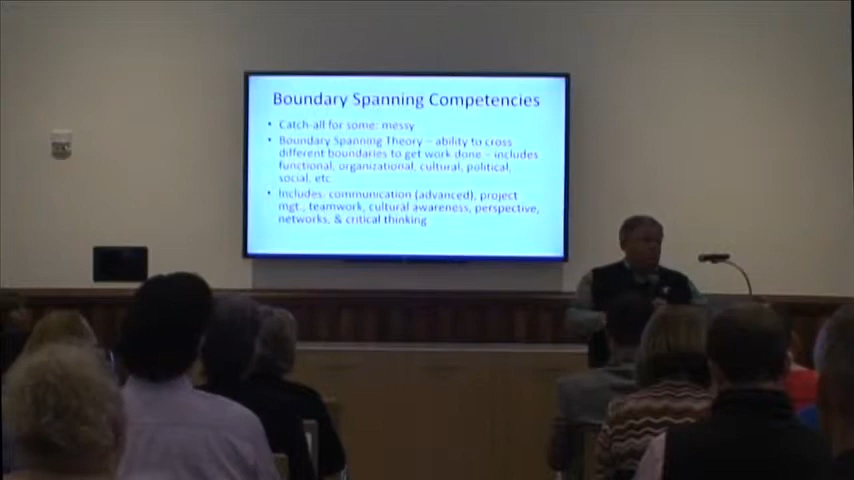 Boundary Spanning Competencies
• Catch-all for some: messy
• Boundary Spanning Theory – ability to cross
different boundaries to get work done – includes
functional, organizational, cultural, political,
social, etc
• Includes: communication (advanced), project
mgt., teamwork, cultural awareness, perspective,
networks, & critical thinking